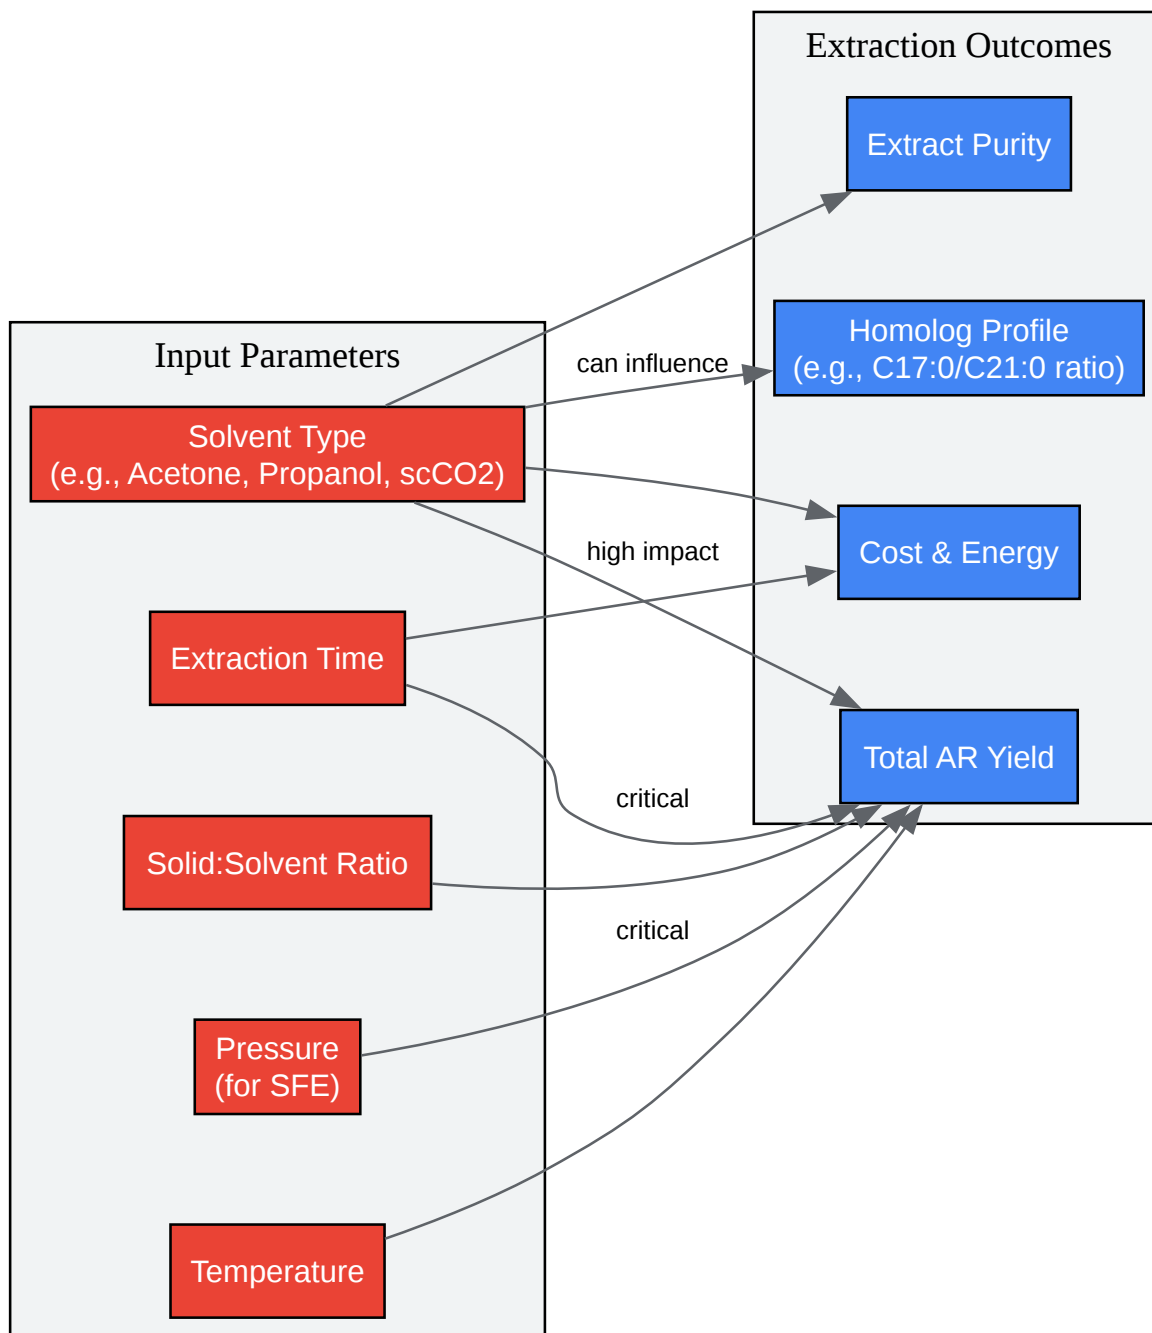 Extraction Outcomes
Extract Purity
Homolog Profile
(e.g., C17:0/C21:0 ratio)
Cost & Energy
Total AR Yield
Input Parameters
Solvent Type
(e.g., Acetone, Propanol, scCO2)
Extraction Time
Solid:Solvent Ratio
Pressure
(for SFE)
Temperature
can influence
high impact
critical
critical